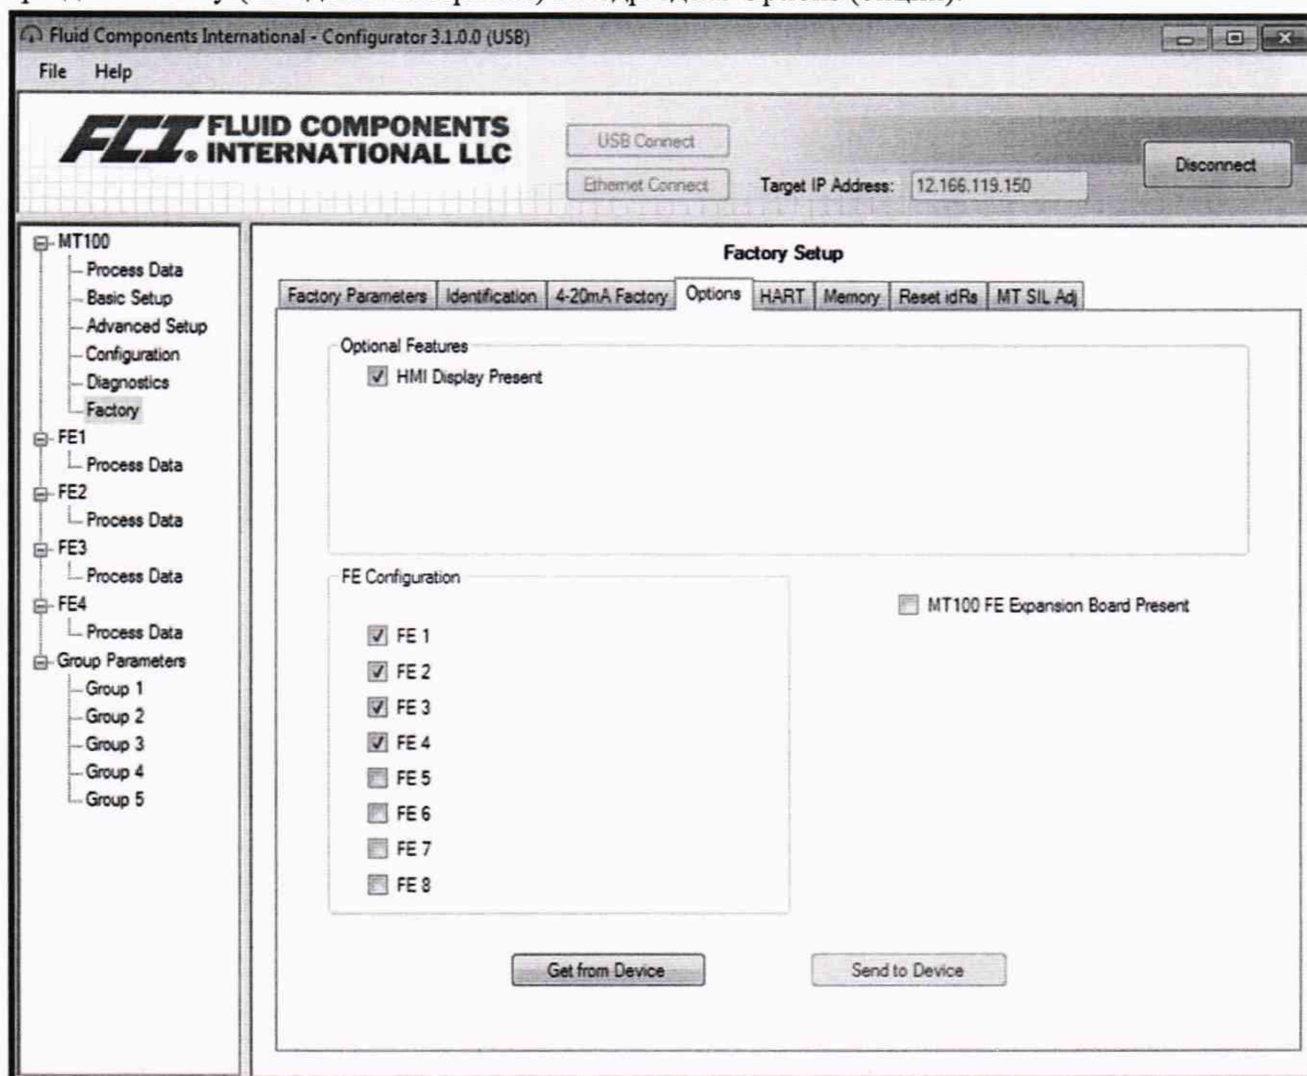 Fluid Components International - Configurator 3.1.0.0 (USB)
File Help
FCI. FLUID COMPONENTS
® INTERNATIONAL LLC
USB Connect
Ethernet Connect
Target IP Address: 12.166.119.150
Disconnect
MT100
Process Data
Basic Setup
Advanced Setup
Configuration
Diagnostics
Factory
FE1
Process Data
FE2
Process Data
FE3
Process Data
FE4
Process Data
Group Parameters
Group 1
Group 2
Group 3
Group 4
Group 5
Factory Setup
Factory Parameters Identification 4-20mA Factory Options HART Memory Reset idRs MT SIL Adj
Optional Features
HMI Display Present
FE Configuration
FE 1
FE 2
FE 3
FE 4
FE 5
FE 6
FE 7
FE 8
MT100 FE Expansion Board Present
Get from Device Send to Device